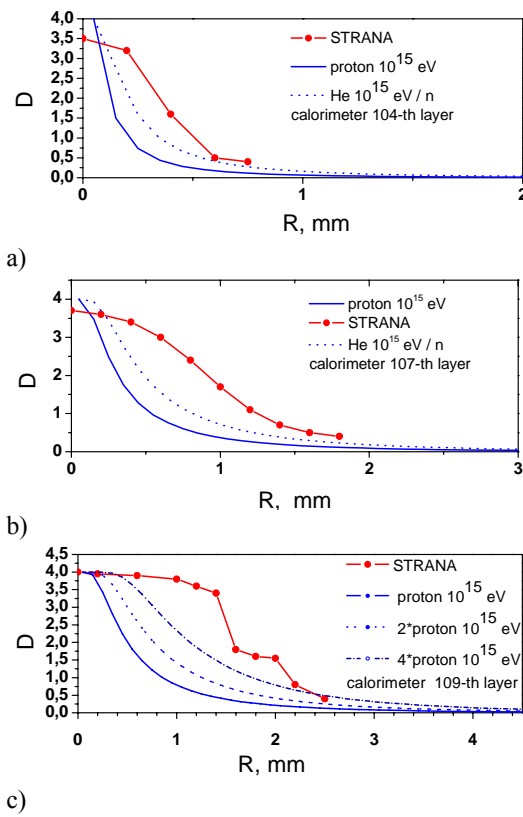 4,0
3,5
3,0
2,5
2,0
1,5
1,0
0,5
0,0
D
STRANA
proton 10^15 eV
He 10^15 eV / n
calorimeter 104-th layer
0 1 2
R, mm
a)
4
3
2
1
0
D
proton 10^15 eV
STRANA
He 10^15 eV / n
calorimeter 107-th layer
0 1 2 3
R, mm
b)
4,5
4,0
3,5
3,0
2,5
2,0
1,5
1,0
0,5
0,0
D
STRANA
proton 10^15 eV
2*proton 10^15 eV
4*proton 10^15 eV
calorimeter 109-th layer
0 1 2 3 4
R, mm
c)